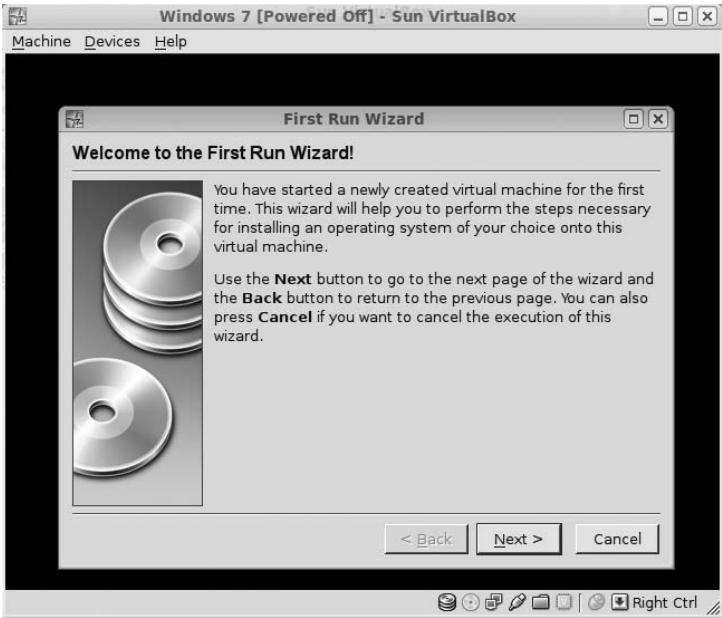 Windows 7 [Powered Off] - Sun VirtualBox
Machine Devices Help
First Run Wizard
Welcome to the First Run Wizard!
You have started a newly created virtual machine for the first
time. This wizard will help you to perform the steps necessary
for installing an operating system of your choice onto this
virtual machine.
Use the Next button to go to the next page of the wizard and
the Back button to return to the previous page. You can also
press Cancel if you want to cancel the execution of this
wizard.
< Back Next > Cancel
Right Ctrl